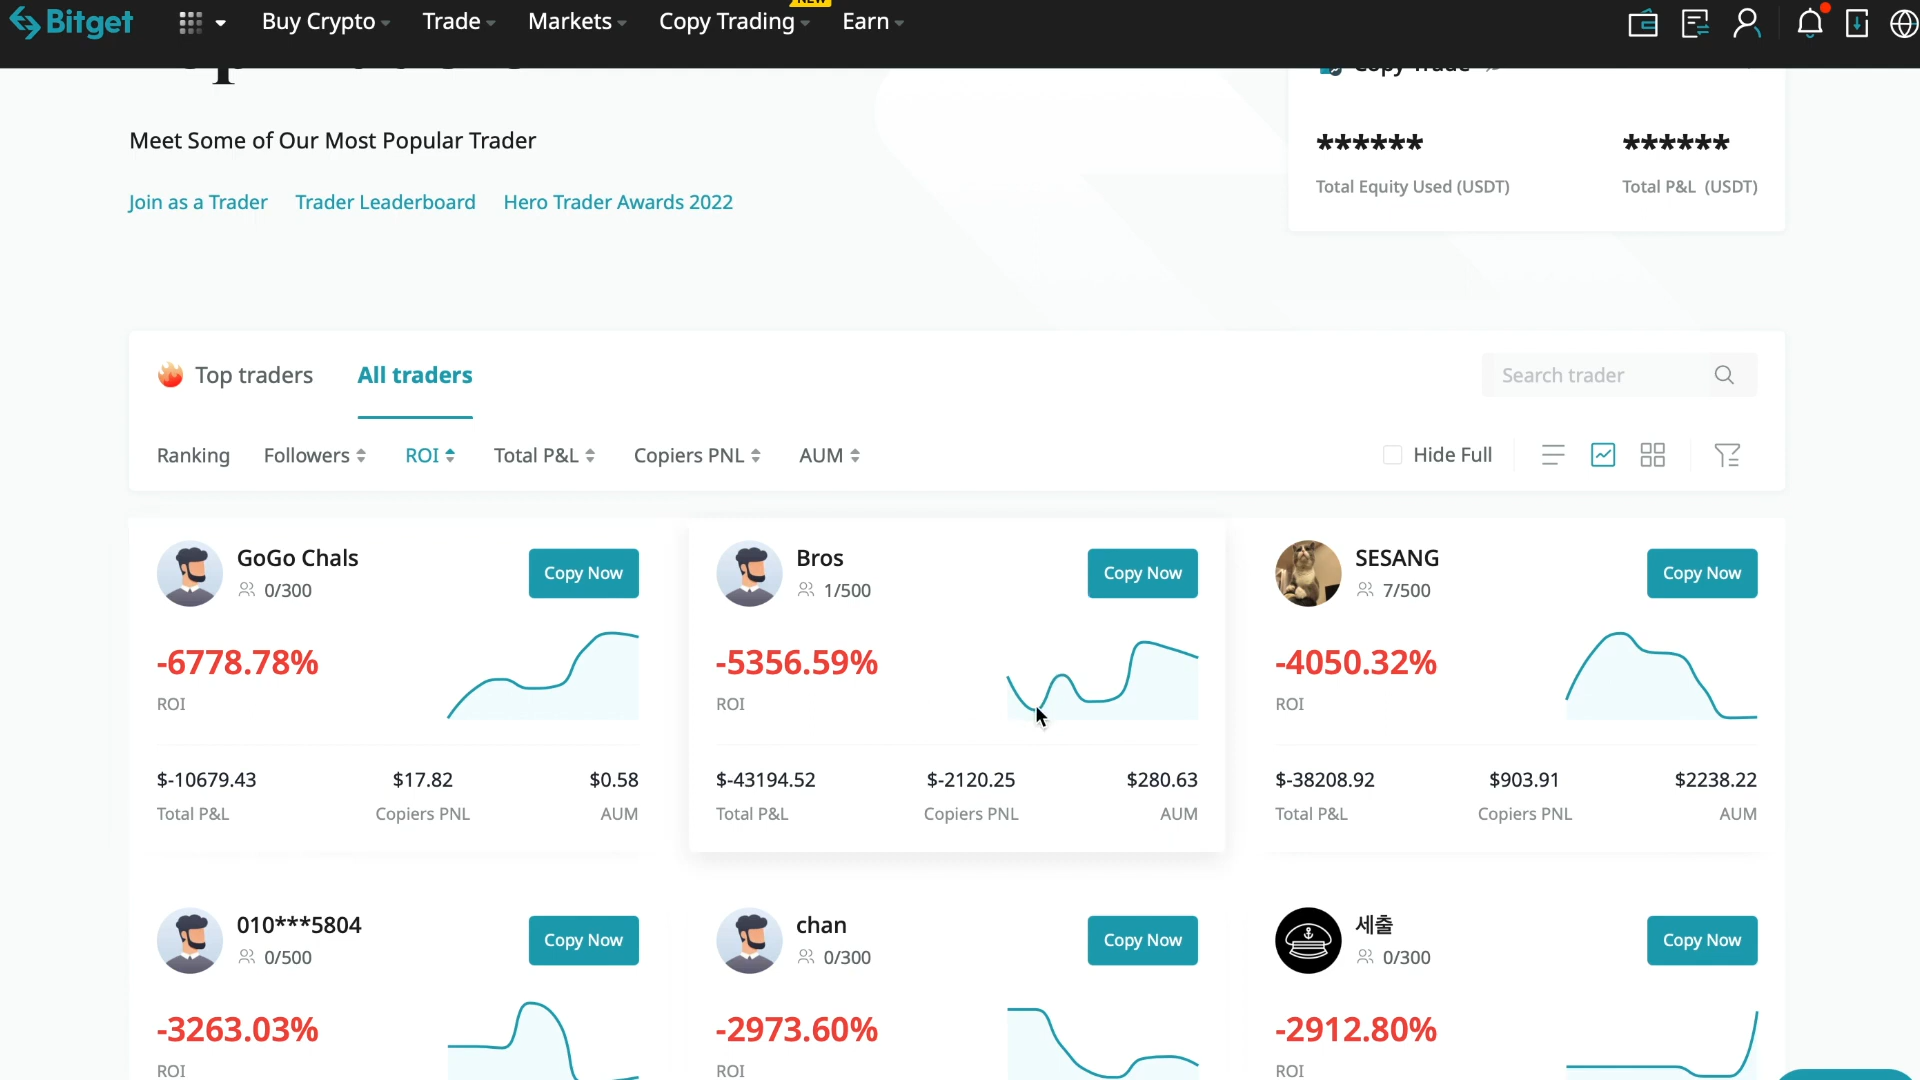 Bitget
Buy Crypto
Trade
Markets
Copy Trading
NEW
Earn
Copy Trade
Meet Some of Our Most Popular Trader
******
******
Total Equity Used (USDT)
Total P&L (USDT)
Join as a Trader
Trader Leaderboard
Hero Trader Awards 2022
Top traders
All traders
Search trader
Ranking
Followers
ROI
Total P&L
Copiers PNL
AUM
Hide Full
GoGo Chals
0/300
Copy Now
-6778.78%
ROI
$-10679.43
$17.82
$0.58
Total P&L
Copiers PNL
AUM
Bros
1/500
Copy Now
-5356.59%
ROI
$-43194.52
$-2120.25
$280.63
Total P&L
Copiers PNL
AUM
SESANG
7/500
Copy Now
-4050.32%
ROI
$-38208.92
$903.91
$2238.22
Total P&L
Copiers PNL
AUM
010***5804
0/500
Copy Now
-3263.03%
ROI
chan
0/300
Copy Now
-2973.60%
ROI
세출
0/300
Copy Now
-2912.80%
ROI